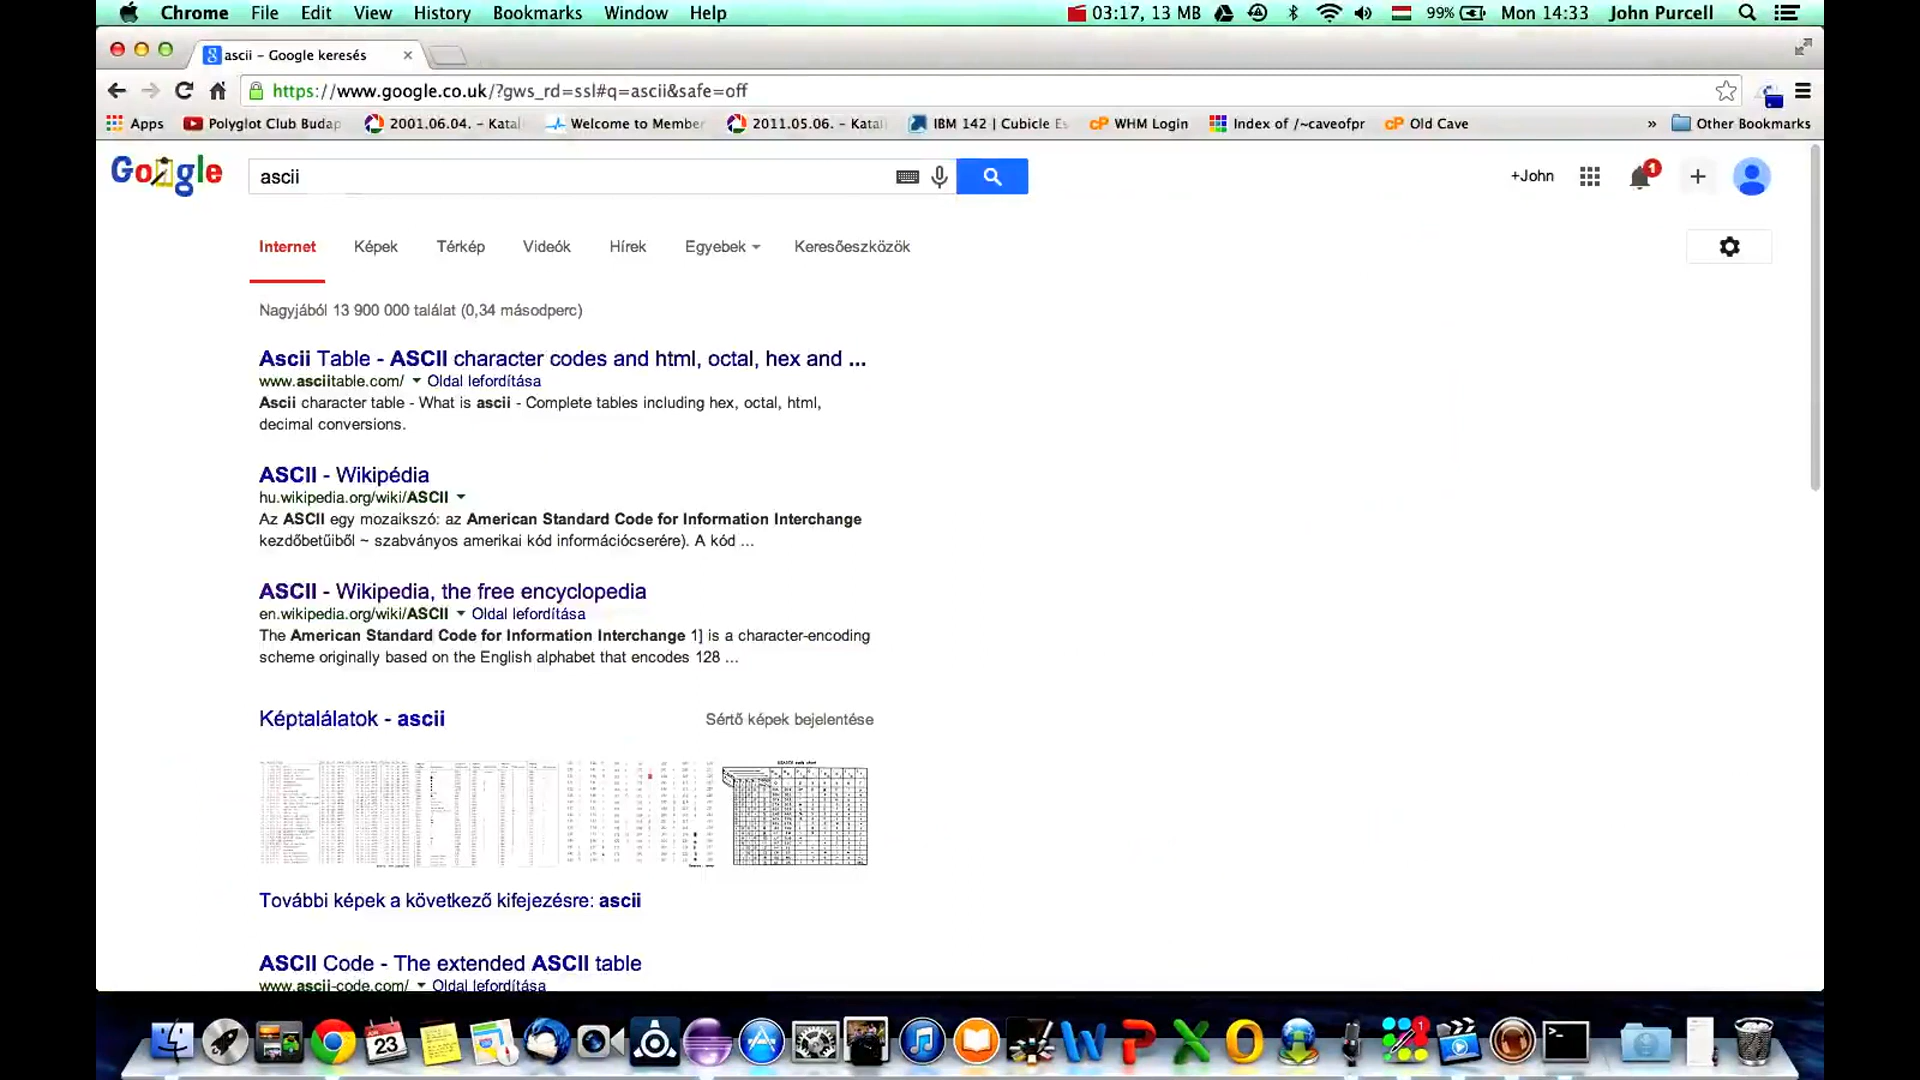 Chrome File Edit View History Bookmarks Window Help 03:17, 13 MB 99% Mon 14:33 John Purcell
ascii - Google keresés
https://www.google.co.uk/?gws_rd=ssl#q=ascii&safe=off
Apps Polyglot Club Budap 2001.06.04. - Katal Welcome to Member 2011.05.06. - Katal IBM 142 | Cubicle Es WHM Login Index of /~caveofpr Old Cave » Other Bookmarks
Google ascii +John 1
Internet Képek Térkép Videók Hírek Egyebek Keresőeszközök
Nagyjából 13 900 000 találat (0,34 másodperc)
Ascii Table - ASCII character codes and html, octal, hex and ...
www.asciitable.com/ Oldal lefordítása
Ascii character table - What is ascii - Complete tables including hex, octal, html,
decimal conversions.
ASCII - Wikipédia
hu.wikipedia.org/wiki/ASCII
Az ASCII egy mozaikszó: az American Standard Code for Information Interchange
kezdőbetűiből ~ szabványos amerikai kód információcserére). A kód ...
ASCII - Wikipedia, the free encyclopedia
en.wikipedia.org/wiki/ASCII Oldal lefordítása
The American Standard Code for Information Interchange 1] is a character-encoding
scheme originally based on the English alphabet that encodes 128 ...
Képtalálatok - ascii Sértő képek bejelentése
További képek a következő kifejezésre: ascii
ASCII Code - The extended ASCII table
www.ascii-code.com/ Oldal lefordítása
23 1